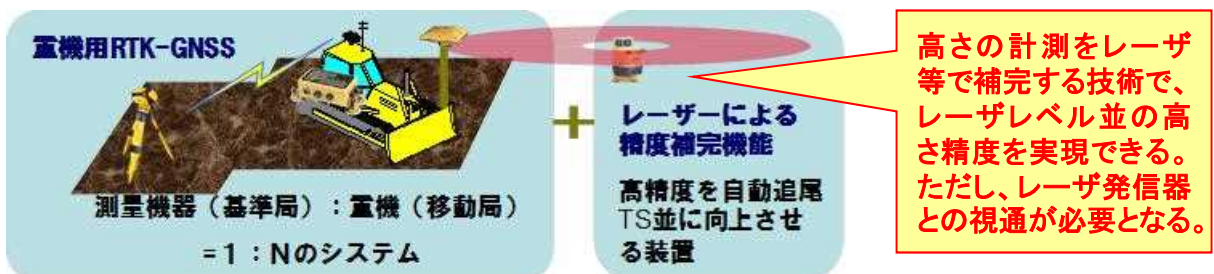 重機用RTK-GNSS
測量機器(基準局):重機(移動局)
=1:Nのシステム
+
レーザーによる
精度補完機能
高精度を自動追尾
TS並に向上させ
る装置
高さの計測をレーザ
等で補完する技術で、
レーザレベル並の高
さ精度を実現できる。
ただし、レーザ発信器
との視通が必要となる。